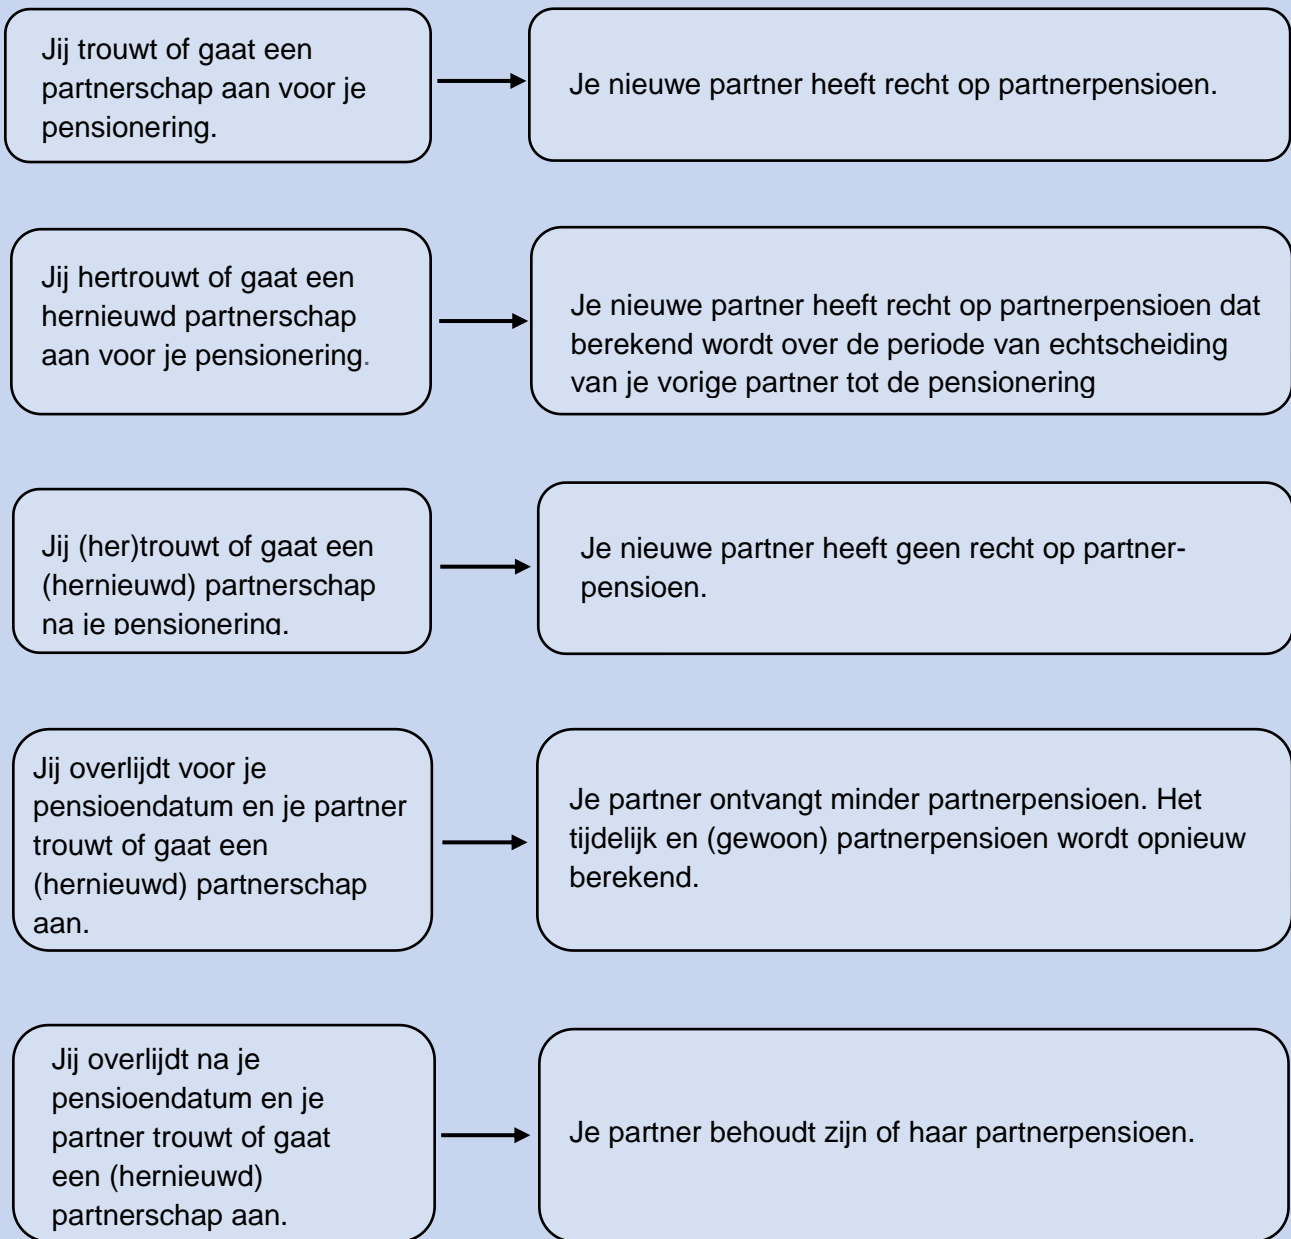 Jij trouwt of gaat een
partnerschap aan voor je
pensionering.
Je nieuwe partner heeft recht op partnerpensioen.
Jij hertrouwt of gaat een
hernieuwd partnerschap
aan voor je pensionering.
Je nieuwe partner heeft recht op partnerpensioen dat
berekend wordt over de periode van echtscheiding
van je vorige partner tot de pensionering
Jij (her)trouwt of gaat een
(hernieuwd) partnerschap
na je pensionering.
Je nieuwe partner heeft geen recht op partner-
pensioen.
Jij overlijdt voor je
pensioendatum en je partner
trouwt of gaat een
(hernieuwd) partnerschap
aan.
Je partner ontvangt minder partnerpensioen. Het
tijdelijk en (gewoon) partnerpensioen wordt opnieuw
berekend.
Jij overlijdt na je
pensioendatum en je
partner trouwt of gaat
een (hernieuwd)
partnerschap aan.
Je partner behoudt zijn of haar partnerpensioen.